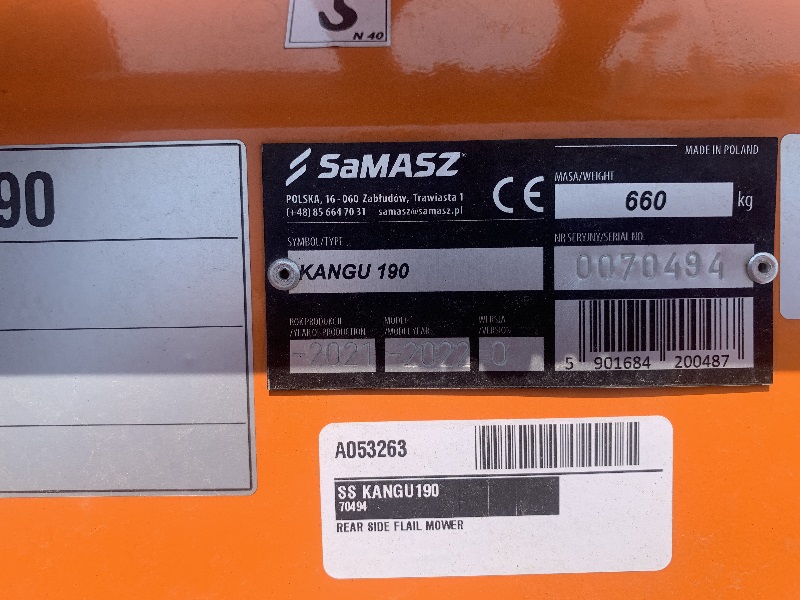 S
N 40
90
SaMASZ
MADE IN POLAND
POLSKA, 16 - 060 Zabłudów, Trawiasta 1
(+48) 85 664 70 31 samasz@samasz.pl
CE
MASA/WEIGHT
660 kg
SYMBOL/TYPE
KANGU 190
NR SERYJNY/SERIAL NO
0070494
ROK PRODUKCJI
/YEAR OF PRODUCTION
-2021
MODEL
/MODEL YEAR
-2022
WERSJA
/VERSION
0
5 901684 200487
A053263
SS KANGU190
70494
REAR SIDE FLAIL MOWER